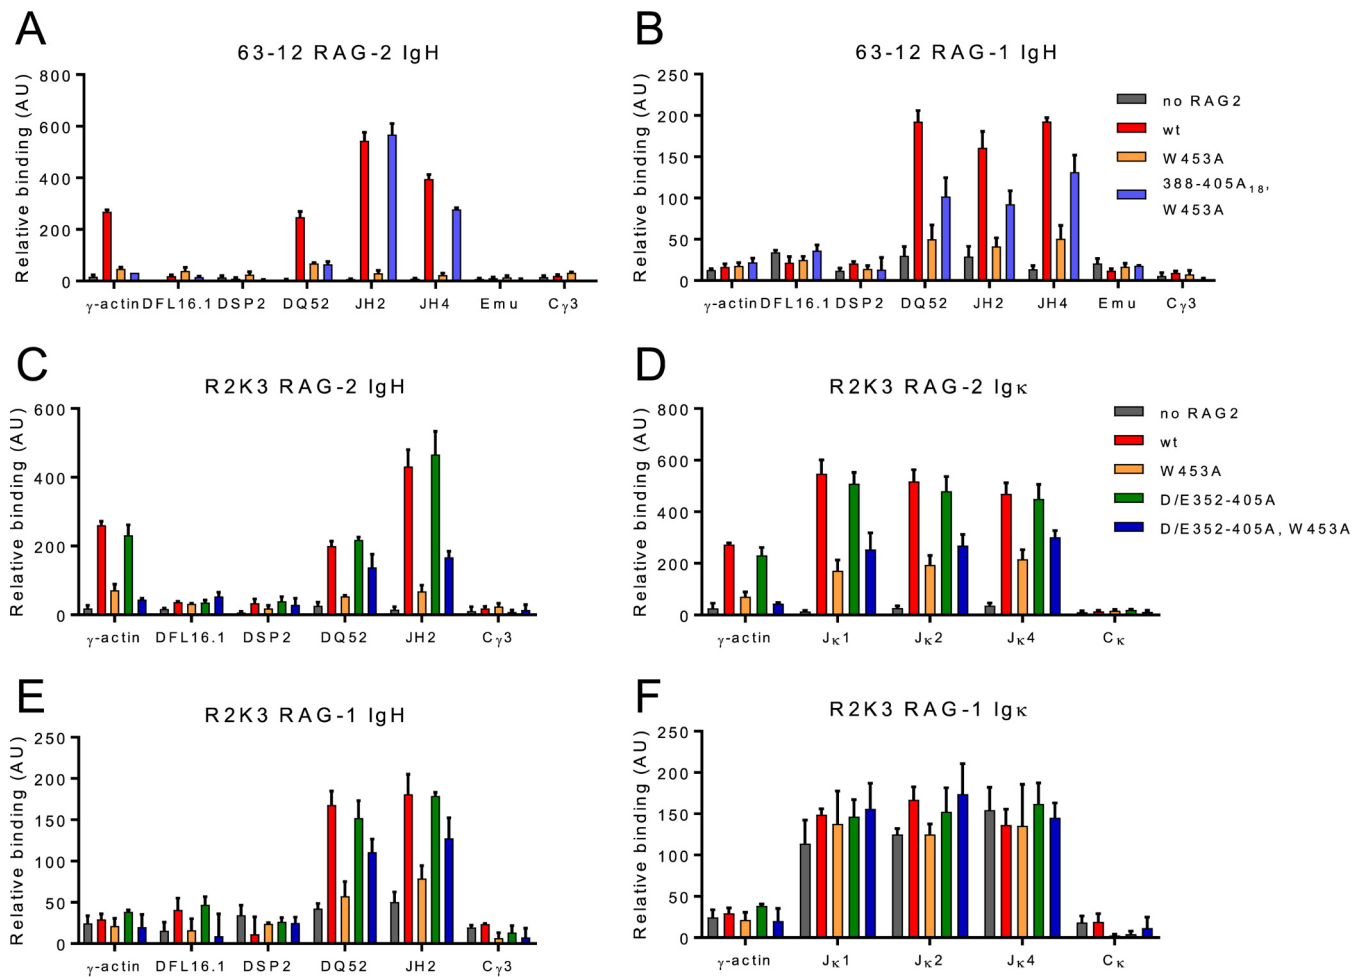 A
63-12 RAG-2 IgH
Relative binding (AU)
800
600
400
200
0
γ-actin DFL16.1 DSP2 DQ52 JH2 JH4 Emu Cγ3
B
63-12 RAG-1 IgH
Relative binding (AU)
250
200
150
100
50
0
γ-actin DFL16.1 DSP2 DQ52 JH2 JH4 Emu Cγ3
no RAG2
wt
W453A
388-405A18,
W453A
C
R2K3 RAG-2 IgH
Relative binding (AU)
600
400
200
0
γ-actin DFL16.1 DSP2 DQ52 JH2 Cγ3
D
R2K3 RAG-2 Igκ
Relative binding (AU)
800
600
400
200
0
γ-actin Jκ1 Jκ2 Jκ4 Cκ
no RAG2
wt
W453A
D/E352-405A
D/E352-405A, W453A
E
R2K3 RAG-1 IgH
Relative binding (AU)
250
200
150
100
50
0
γ-actin DFL16.1 DSP2 DQ52 JH2 Cγ3
F
R2K3 RAG-1 Igκ
Relative binding (AU)
250
200
150
100
50
0
γ-actin Jκ1 Jκ2 Jκ4 Cκ